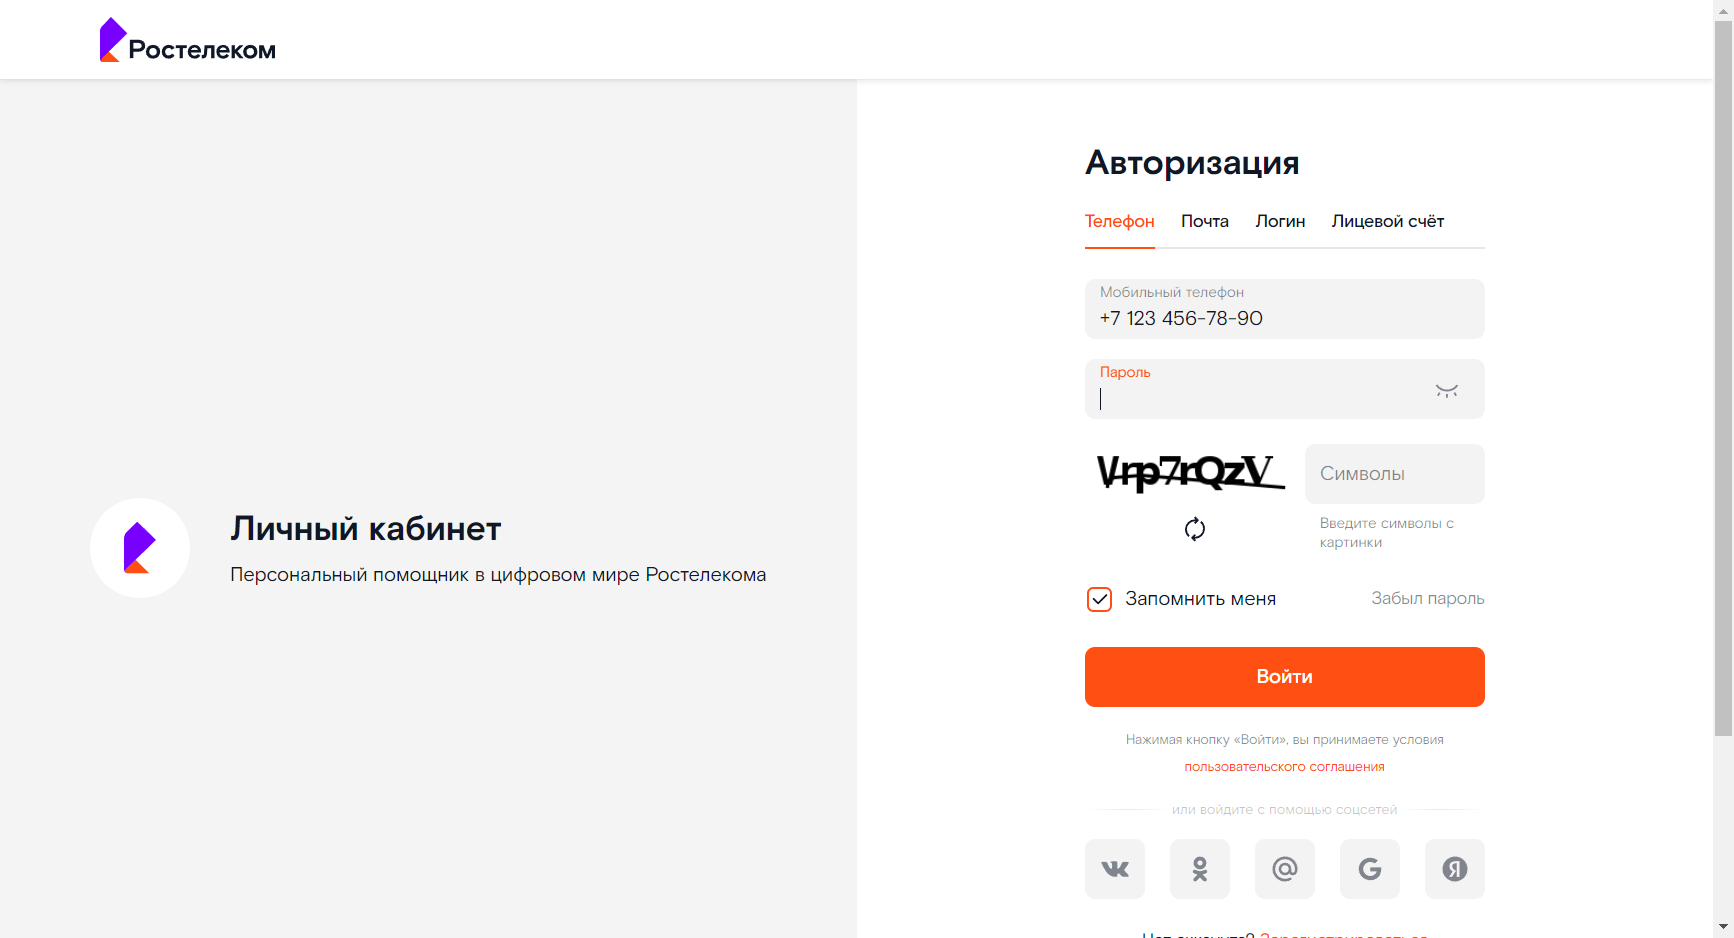 Ростелеком
Авторизация
Телефон Почта Логин Лицевой счёт
Мобильный телефон
+7 123 456-78-90
Пароль
Символы
Введите символы с
картинки
Личный кабинет
Персональный помощник в цифровом мире Ростелекома
Запомнить меня Забыл пароль
Войти
Нажимая кнопку «Войти», вы принимаете условия
пользовательского соглашения
или войдите с помощью соцсетей